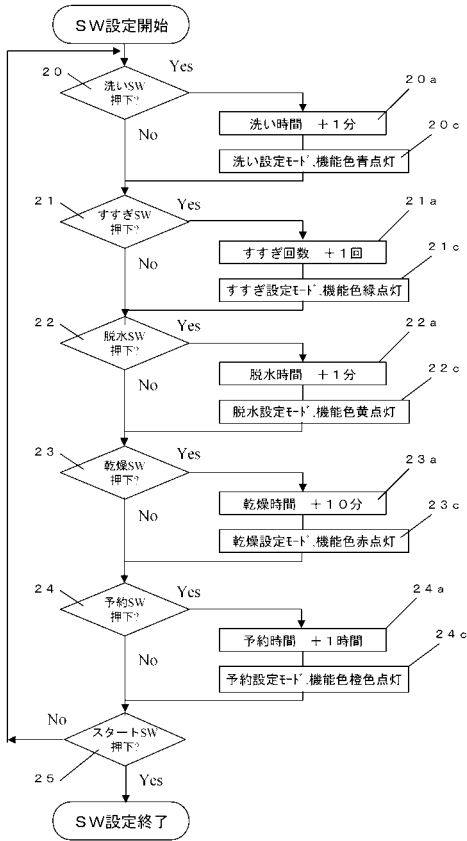 SW設定開始
20
洗いSW
押下?
Yes
No
20a
洗い時間 +1分
20c
洗い設定モード、機能色青点灯
21
すすぎSW
押下?
Yes
No
21a
すすぎ回数 +1回
21c
すすぎ設定モード、機能色緑点灯
22
脱水SW
押下?
Yes
No
22a
脱水時間 +1分
22c
脱水設定モード、機能色黄点灯
23
乾燥SW
押下?
Yes
No
23a
乾燥時間 +10分
23c
乾燥設定モード、機能色赤点灯
24
予約SW
押下?
Yes
No
24a
予約時間 +1時間
24c
予約設定モード、機能色橙色点灯
No
スタートSW
押下?
25
Yes
SW設定終了